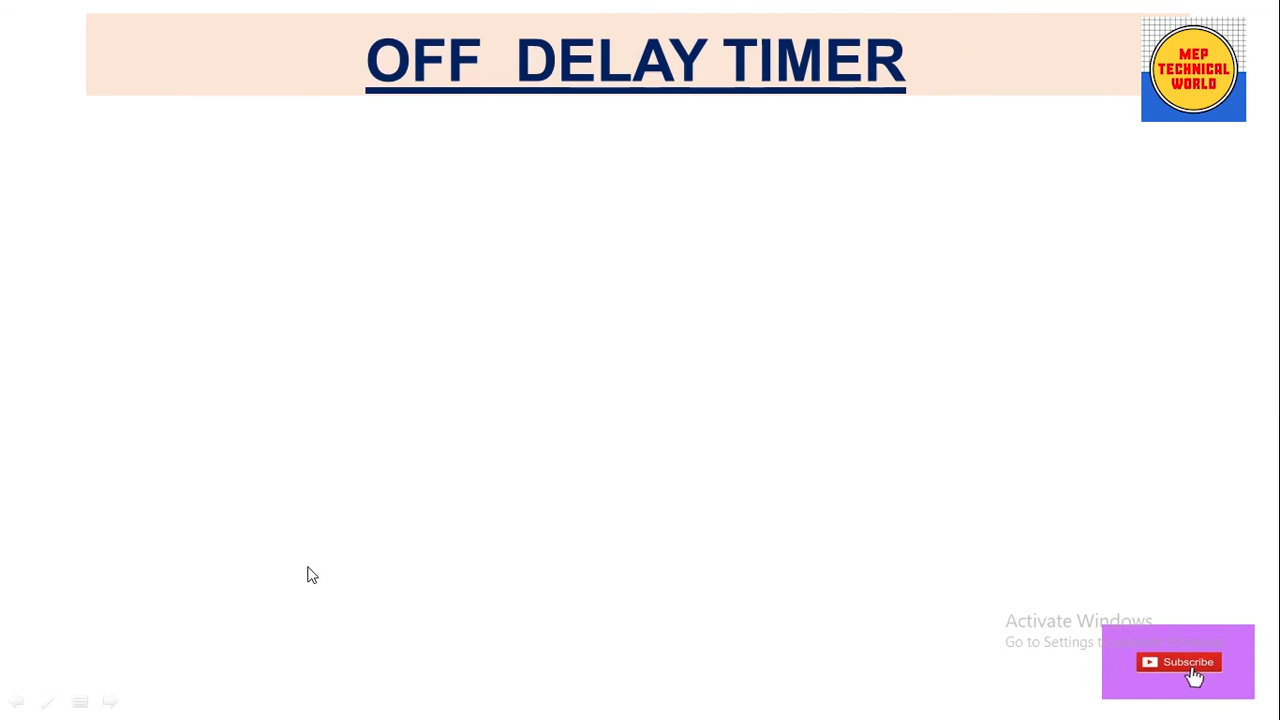 OFF DELAY TIMER
MEP
TECHNICAL
WORLD
Activate Windows
Go to Settings t
Subscribe